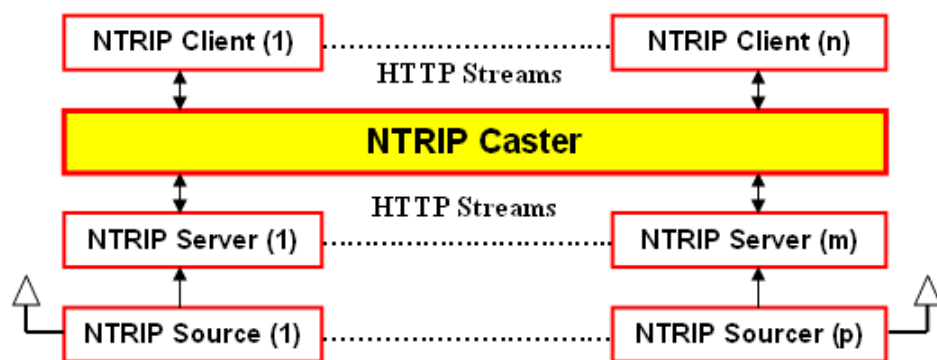 NTRIP Client (1)
NTRIP Client (n)
HTTP Streams
NTRIP Caster
HTTP Streams
NTRIP Server (1)
NTRIP Server (m)
NTRIP Source (1)
NTRIP Sourcer (p)